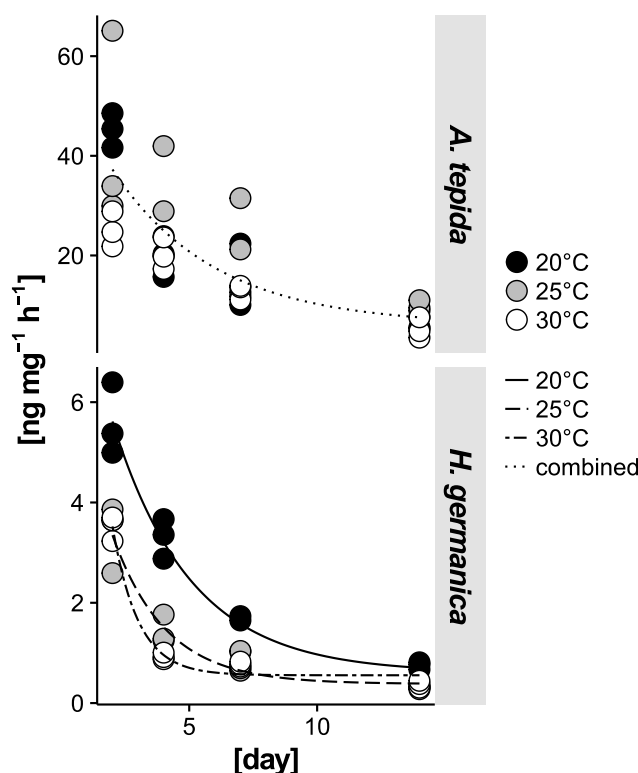 60
40
20
A. tepida
[ng mg⁻¹ h⁻¹]
6
4
2
0
H. germanica
5
10
[day]
20°C
25°C
30°C
20°C
25°C
30°C
combined